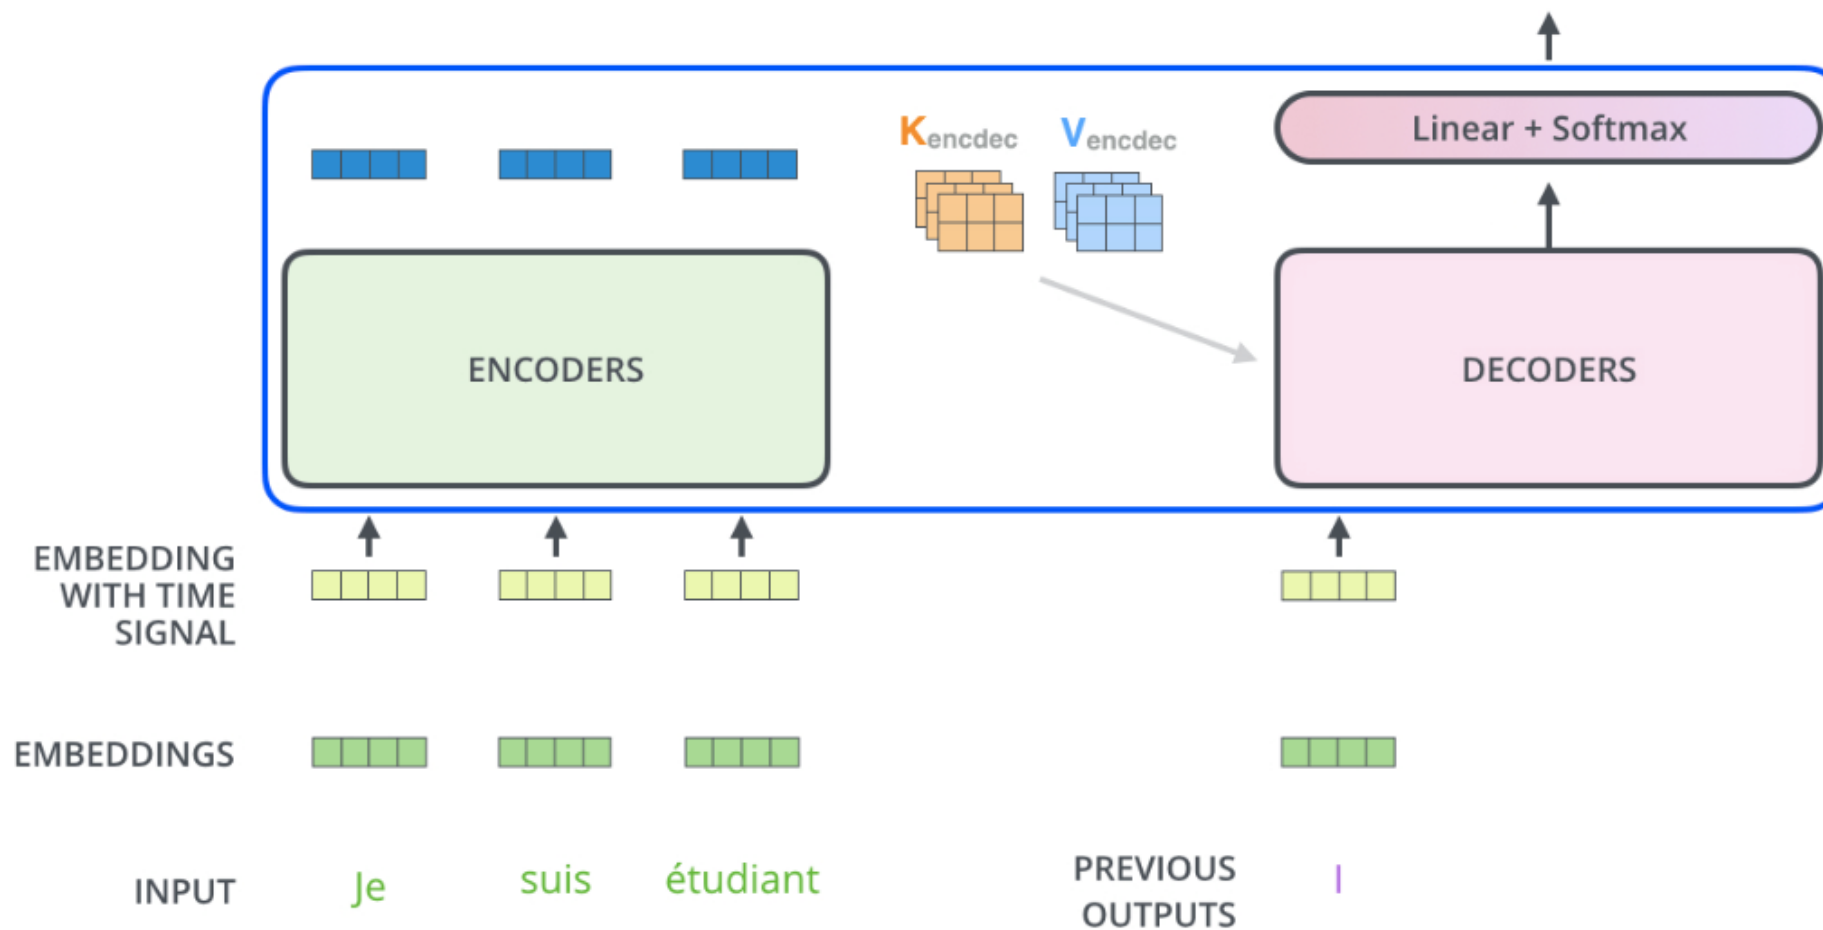 Kencdec
Vencdec
Linear + Softmax
ENCODERS
DECODERS
EMBEDDING
WITH TIME
SIGNAL
EMBEDDINGS
INPUT
Je
suis
étudiant
PREVIOUS
OUTPUTS
I